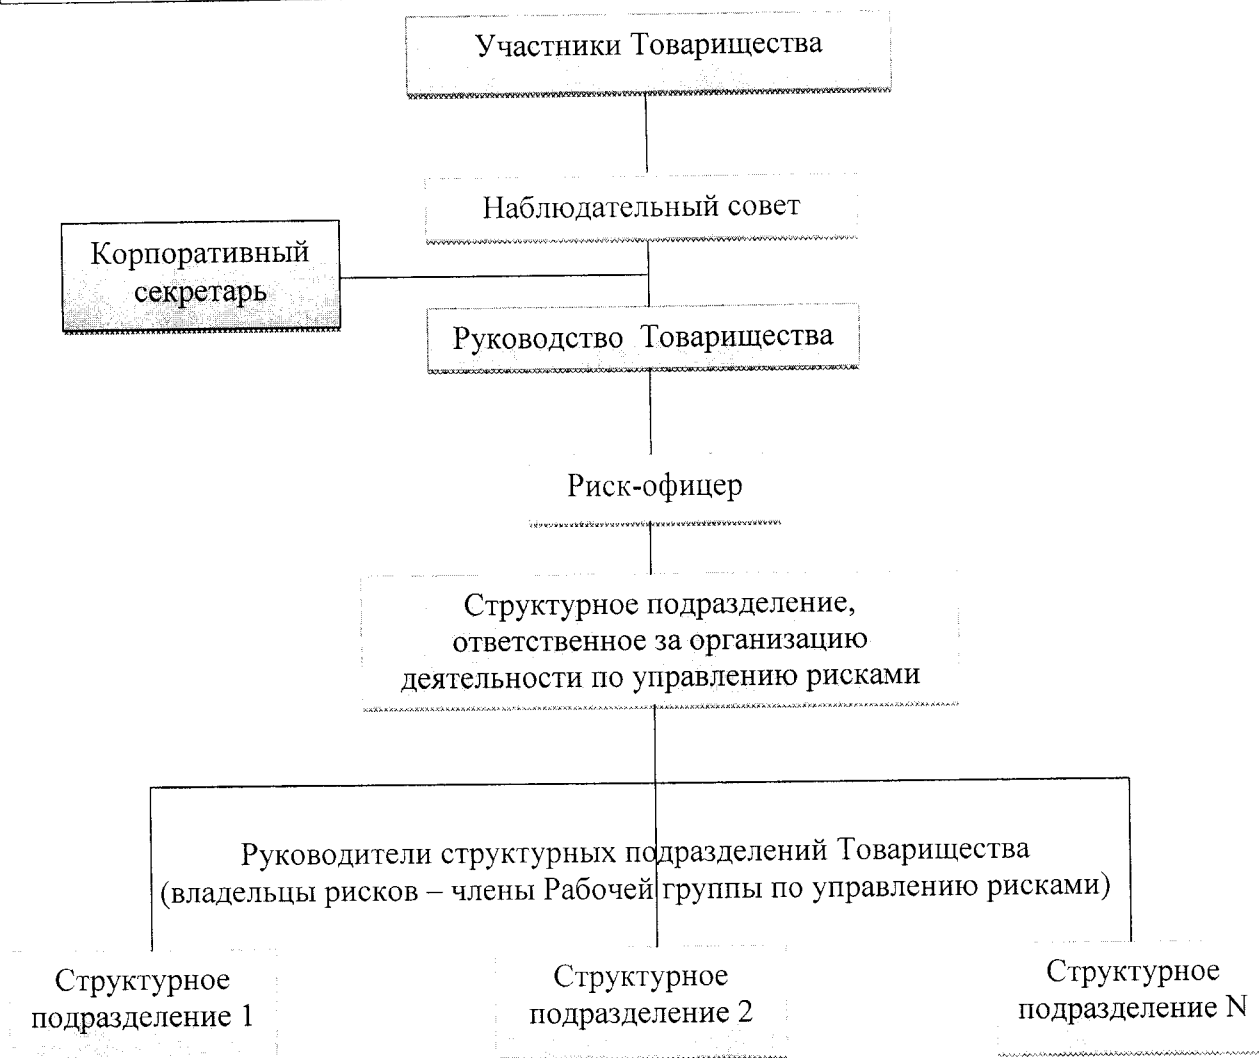 Участники Товарищества
Наблюдательный совет
Корпоративный
секретарь
Руководство Товарищества
Риск-офицер
Структурное подразделение,
ответственное за организацию
деятельности по управлению рисками
Руководители структурных подразделений Товарищества
(владельцы рисков – члены Рабочей группы по управлению рисками)
Структурное
подразделение 1
Структурное
подразделение 2
Структурное
подразделение N